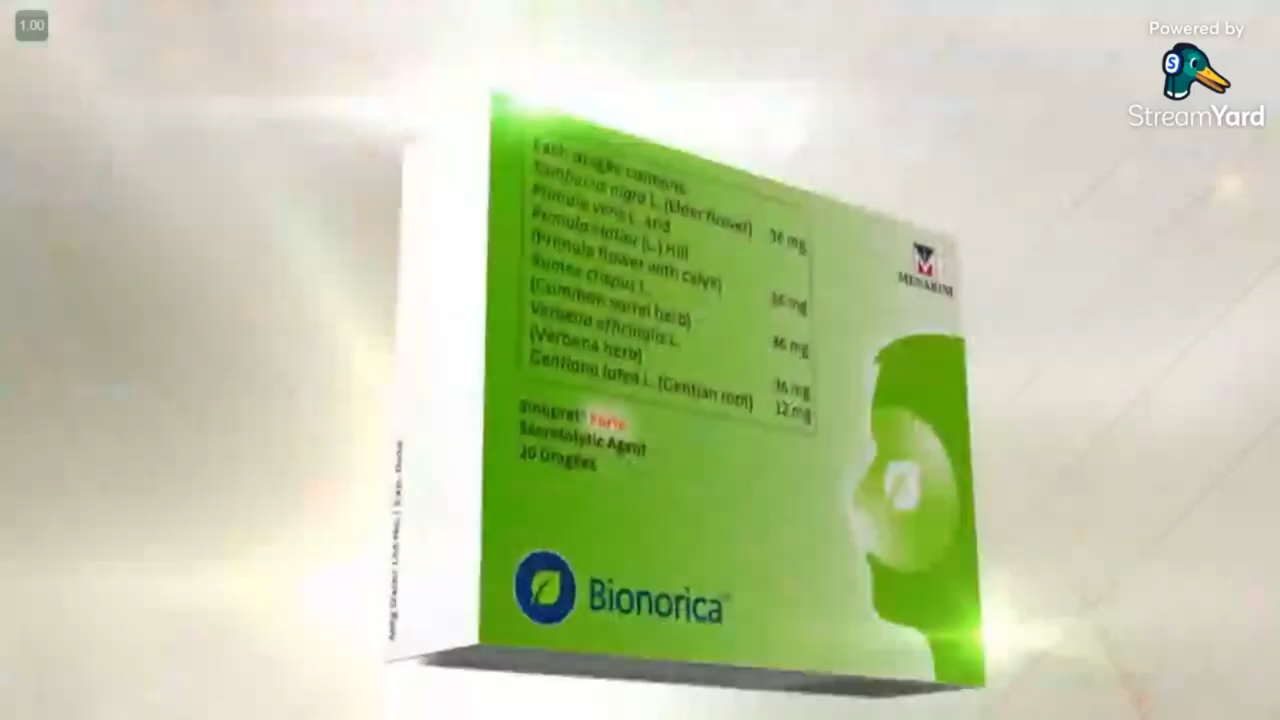 1.00
Powered by
StreamYard
Each dragee contains:
Sambucus nigra L. (Elder flower) 36 mg
Primula veris L. and
Primula elatior (L.) Hill
(Primula flower with calyx) 36 mg
Rumex crispus L.
(Common sorrel herb) 36 mg
Verbena officinalis L.
(Verbena herb) 36 mg
Gentiana lutea L. (Gentian root) 12 mg
Sinupret® Forte
Secretolytic Agent
20 Dragees
MENARINI
Bionorica®